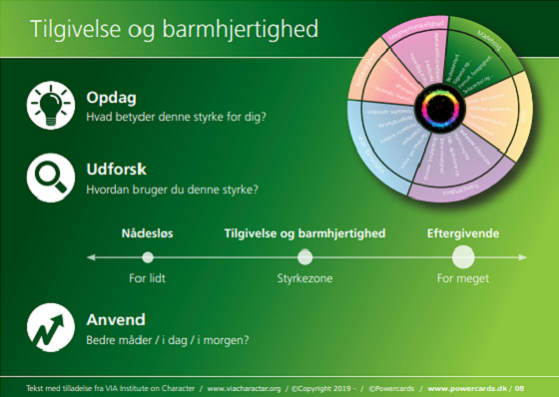 Tilgivelse og barmhjertighed
Mådehold
Opdag
Hvad betyder denne styrke for dig?
Udforsk
Hvordan bruger du denne styrke?
Nådesløs
Tilgivelse og barmhjertighed
Eftergivende
For lidt
Styrkezone
For meget
Anvend
Bedre måder / i dag / i morgen?
Tekst med tilladelse fra VIA Institute on Character / www.viacharacter.org / ©Copyright 2019 - / ©Powercards / www.powercards.dk / 08